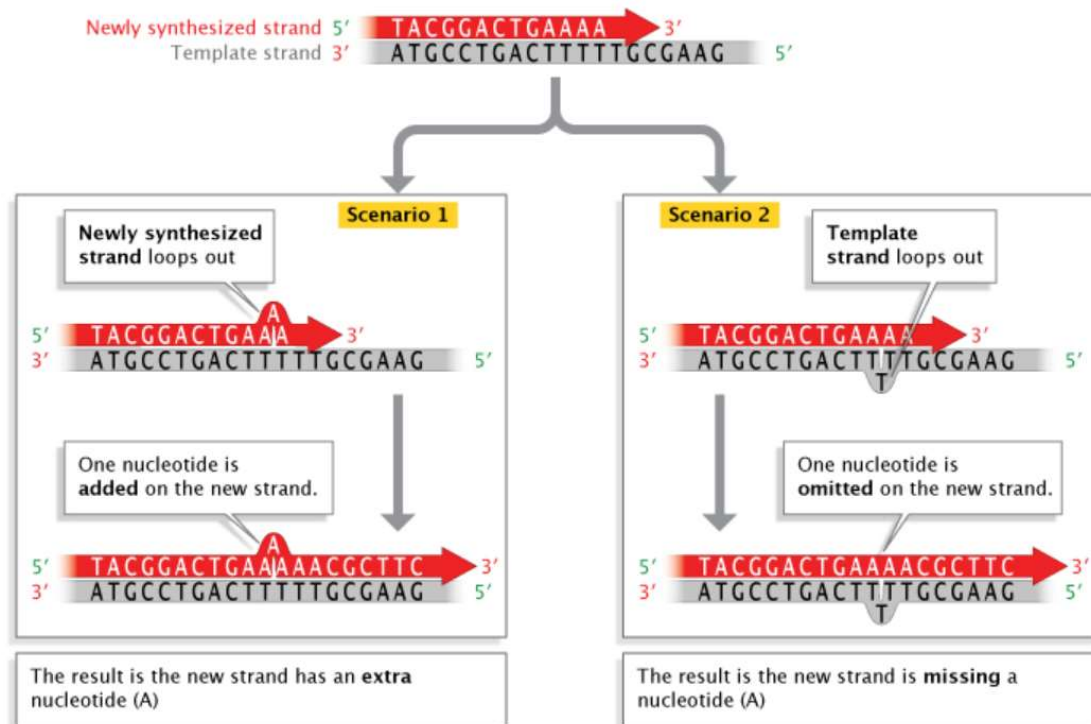 Newly synthesized strand 5′ TACGGACTGAAAA 3′
Template strand 3′ ATGCCTGACTTTTTGCGAAG 5′
Scenario 1
Newly synthesized
strand loops out
A
5′ TACGGACTGAAA 3′
3′ ATGCCTGACTTTTTGCGAAG 5′
One nucleotide is
added on the new strand.
A
5′ TACGGACTGAAAAACGCTTC 3′
3′ ATGCCTGACTTTTTGCGAAG 5′
The result is the new strand has an extra
nucleotide (A)
Scenario 2
Template
strand loops out
5′ TACGGACTGAAAA 3′
3′ ATGCCTGACTTTTGCGAAG 5′
T
One nucleotide is
omitted on the new strand.
5′ TACGGACTGAAAACGCTTC 3′
3′ ATGCCTGACTTTTGCGAAG 5′
T
The result is the new strand is missing a
nucleotide (A)